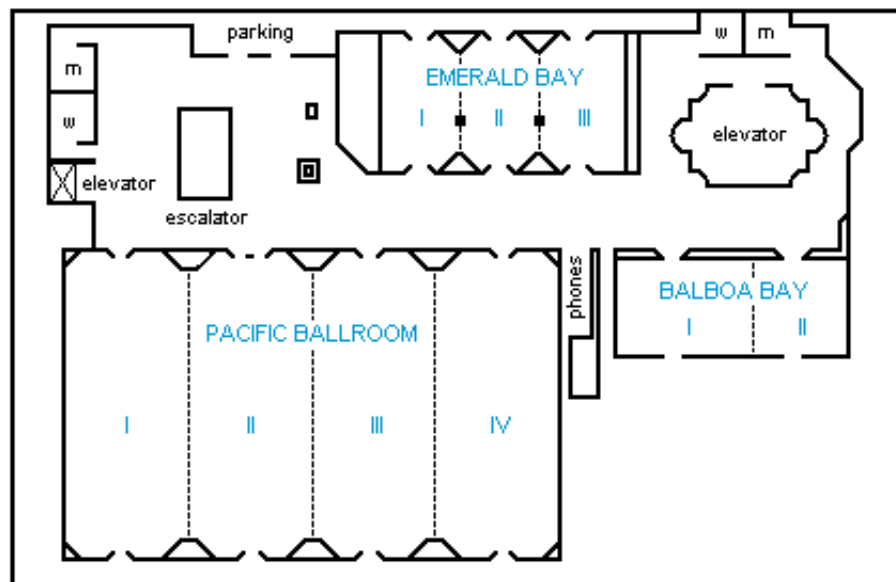 parking
w m
m
EMERALD BAY
I II III
w
elevator
elevator
escalator
phones
BALBOA BAY
I II
PACIFIC BALLROOM
I II III IV